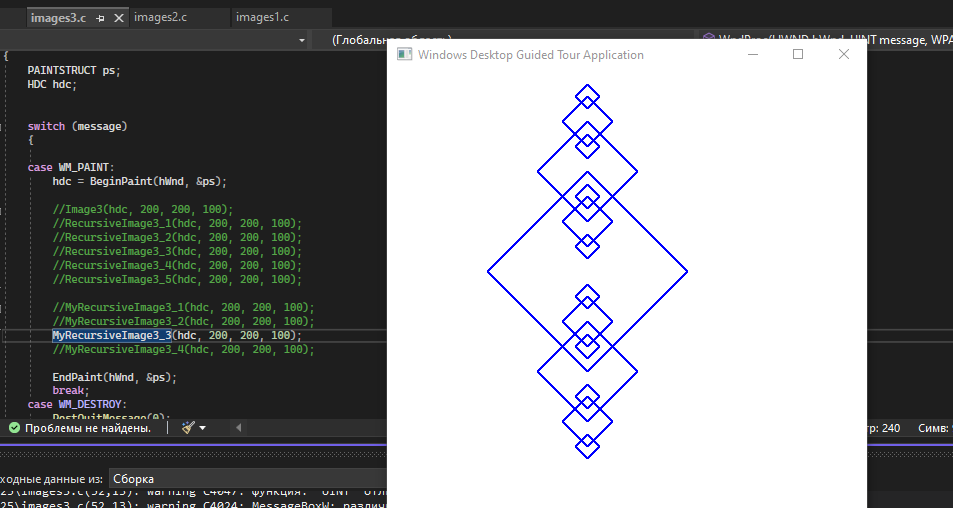 images3.c images2.c images1.c
(Глобальная область)
WndProc(HWND hWnd, UINT message, WPA
Windows Desktop Guided Tour Application
{
PAINTSTRUCT ps;
HDC hdc;
switch (message)
{
case WM_PAINT:
hdc = BeginPaint(hWnd, &ps);
//Image3(hdc, 200, 200, 100);
//RecursiveImage3_1(hdc, 200, 200, 100);
//RecursiveImage3_2(hdc, 200, 200, 100);
//RecursiveImage3_3(hdc, 200, 200, 100);
//RecursiveImage3_4(hdc, 200, 200, 100);
//RecursiveImage3_5(hdc, 200, 200, 100);
//MyRecursiveImage3_1(hdc, 200, 200, 100);
//MyRecursiveImage3_2(hdc, 200, 200, 100);
MyRecursiveImage3_3(hdc, 200, 200, 100);
//MyRecursiveImage3_4(hdc, 200, 200, 100);
EndPaint(hWnd, &ps);
break;
case WM_DESTROY:
PostQuitMessage(0);
Проблемы не найдены.
тр: 240 Симв:
ходные данные из: Сборка
25\images3.c(52,13): warning C4047: функция: "UINT"
25\images3.c(52,13): warning C4024: MessageBoxW: различ